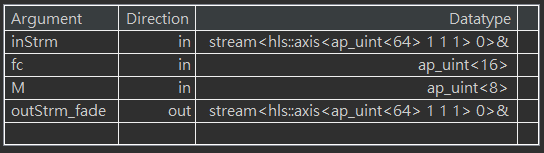 Argument Direction Datatype
inStrm in stream<hls::axis<ap_uint<64> 1 1 1> 0>&
fc in ap_uint<16>
M in ap_uint<8>
outStrm_fade out stream<hls::axis<ap_uint<64> 1 1 1> 0>&